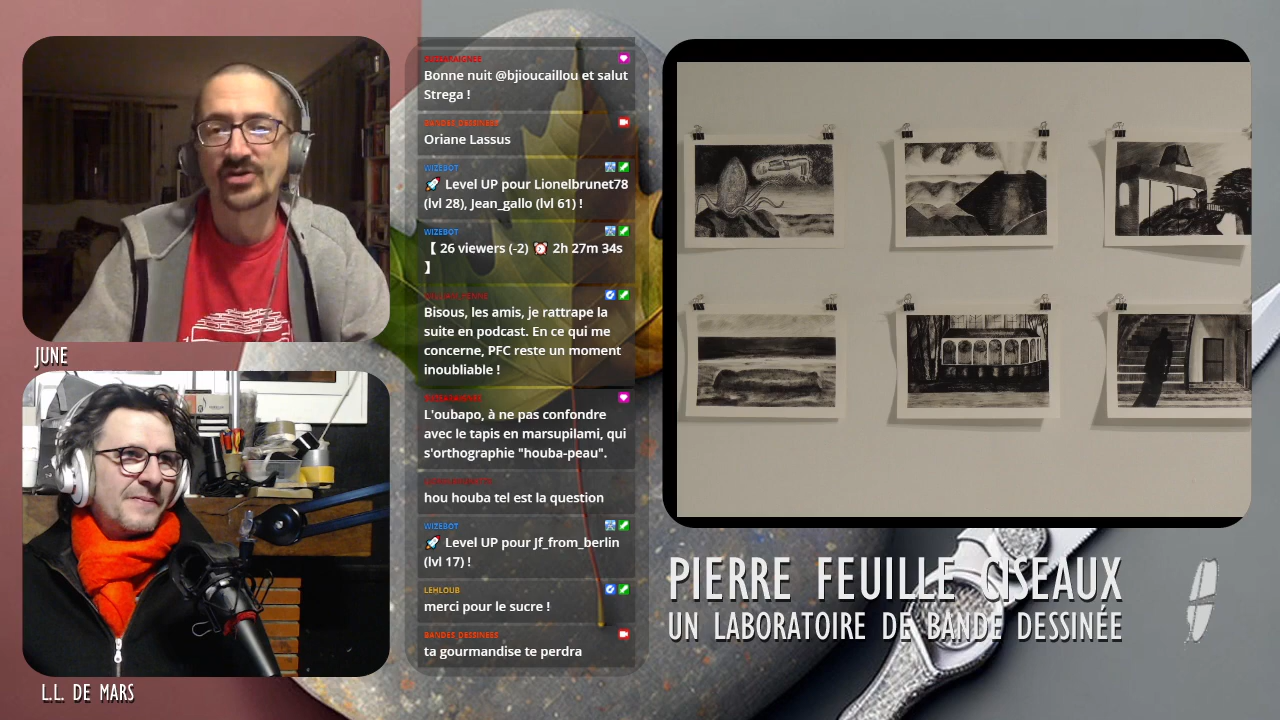 JUNE
L.L. DE MARS
Bonne nuit @bjioucaillou et salut
Strega !
BANDES_DESSINEES
Oriane Lassus
WIZEBOT
🚀 Level UP pour Lionelbrunet78
(lvl 28), Jean_gallo (lvl 61) !
WIZEBOT
【 26 viewers (-2) ⏰ 2h 27m 34s
】
Bisous, les amis, je rattrape la
suite en podcast. En ce qui me
concerne, PFC reste un moment
inoubliable !
L'oubapo, à ne pas confondre
avec le tapis en marsupilami, qui
s'orthographie "houba-peau".
hou houba tel est la question
WIZEBOT
🚀 Level UP pour Jf_from_berlin
(lvl 17) !
LEHLOUB
merci pour le sucre !
BANDES_DESSINEES
ta gourmandise te perdra
PIERRE FEUILLE CISEAUX
UN LABORATOIRE DE BANDE DESSINÉE